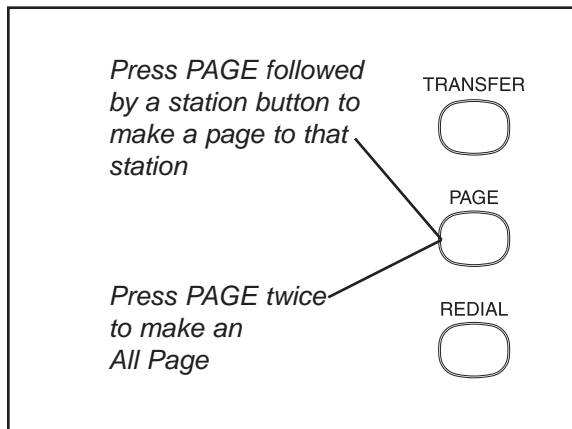 Press PAGE followed
by a station button to
make a page to that
station
TRANSFER
PAGE
Press PAGE twice
to make an
All Page
REDIAL